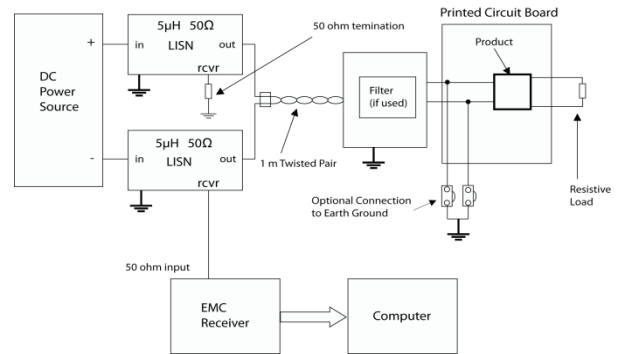 Printed Circuit Board
5µH 50Ω
in LISN out
rcvr
50 ohm temination
+
DC
Power
Source
-
Product
Filter
(if used)
5µH 50Ω
in LISN out
rcvr
1 m Twisted Pair
Optional Connection
to Earth Ground
Resistive
Load
50 ohm input
EMC
Receiver
Computer